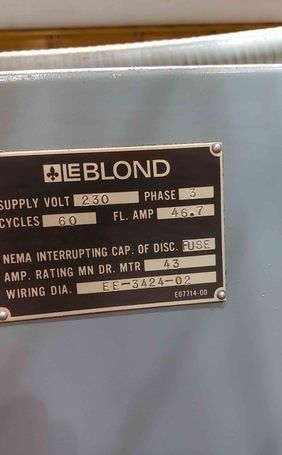 LEBLOND
SUPPLY VOLT 230 PHASE 3
CYCLES 60 FL. AMP 46.7
NEMA INTERRUPTING CAP. OF DISC. FUSE
AMP. RATING MN DR. MTR 43
WIRING DIA. EE-3424-02
E07714-00